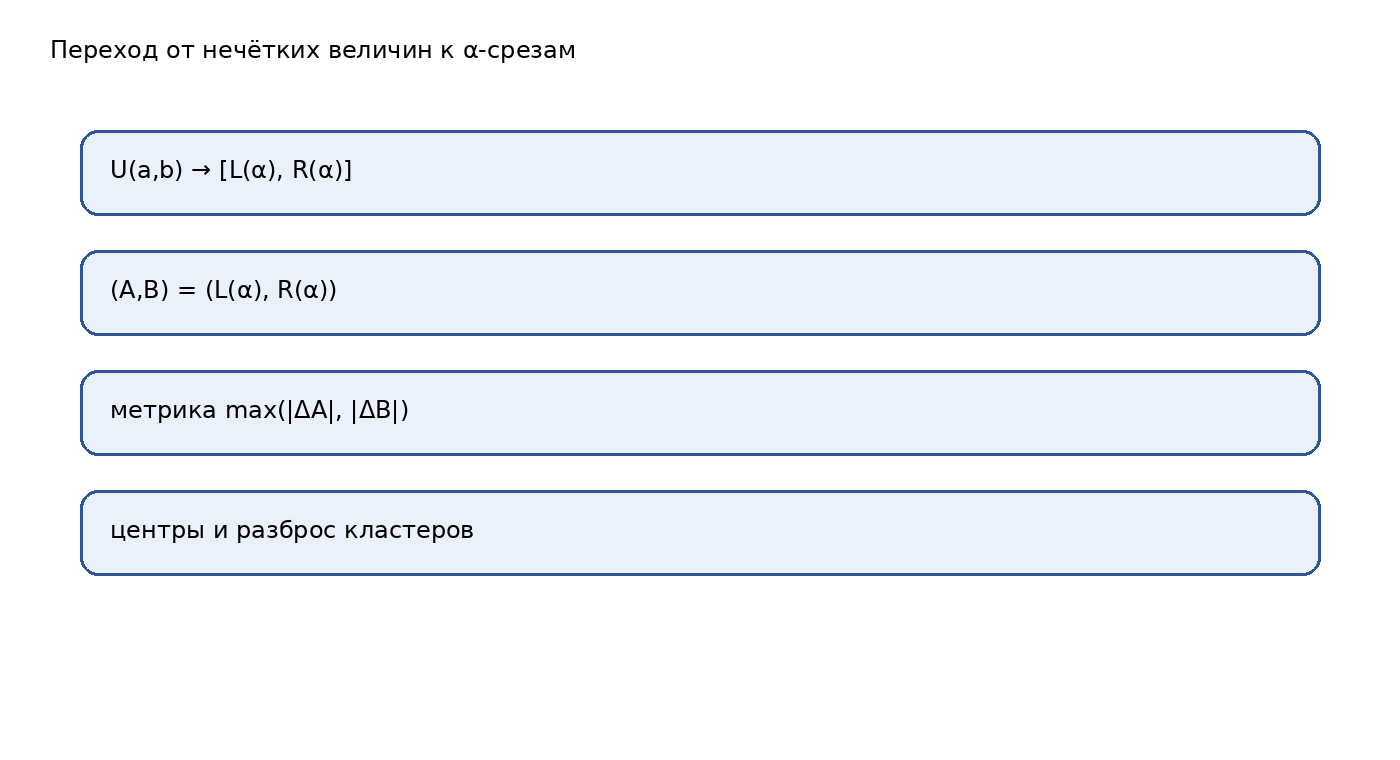 Переход от нечётких величин к α-срезам
U(a,b) → [L(α), R(α)]
(A,B) = (L(α), R(α))
метрика max(|ΔA|, |ΔB|)
центры и разброс кластеров